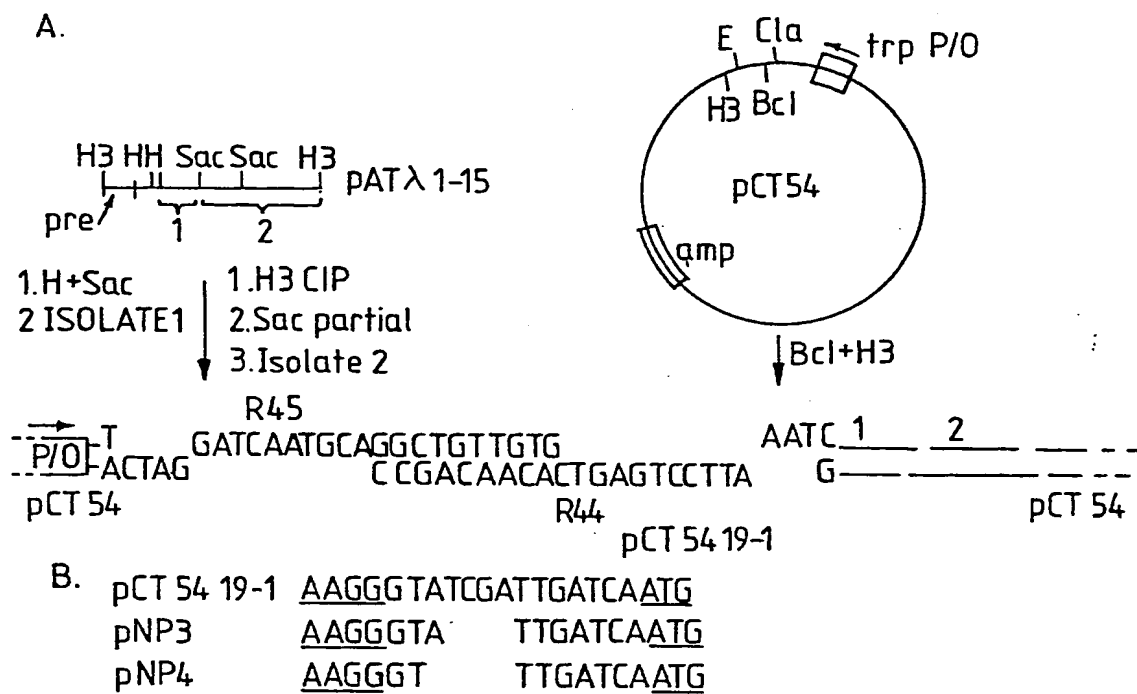 A.
E Cla trp P/O
H3 Bcl
pCT54
amp
H3 HH Sac Sac H3
pATλ 1-15
pre 1 2
1.H+Sac
2 ISOLATE1
1.H3 CIP
2.Sac partial
3.Isolate 2
Bcl+H3
R45
P/O T GATCAATGCAGGCTGTTGTG AATC 1 2
ACTAG CCGACAACACTGAGTCCTTA G
pCT 54 R44 pCT 54
pCT 54 19-1
B.
pCT 54 19-1 AAGGGTATCGATTGATCAATG
pNP3 AAGGGTA TTGATCAATG
pNP4 AAGGGT TTGATCAATG